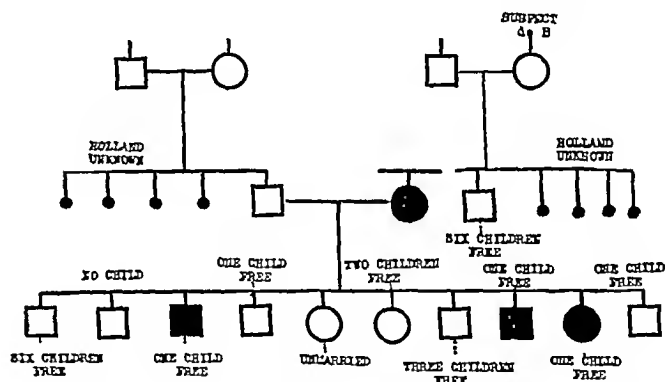 SUSPECT
A B
HOLLAND
UNKNOWN
HOLLAND
UNKNOWN
SIX CHILDREN
FREE
NO CHILD
ONE CHILD
FREE
TWO CHILDREN
FREE
ONE CHILD
FREE
ONE CHILD
FREE
SIX CHILDREN
FREE
ONE CHILD
FREE
UNMARRIED
THREE CHILDREN
FREE
ONE CHILD
FREE